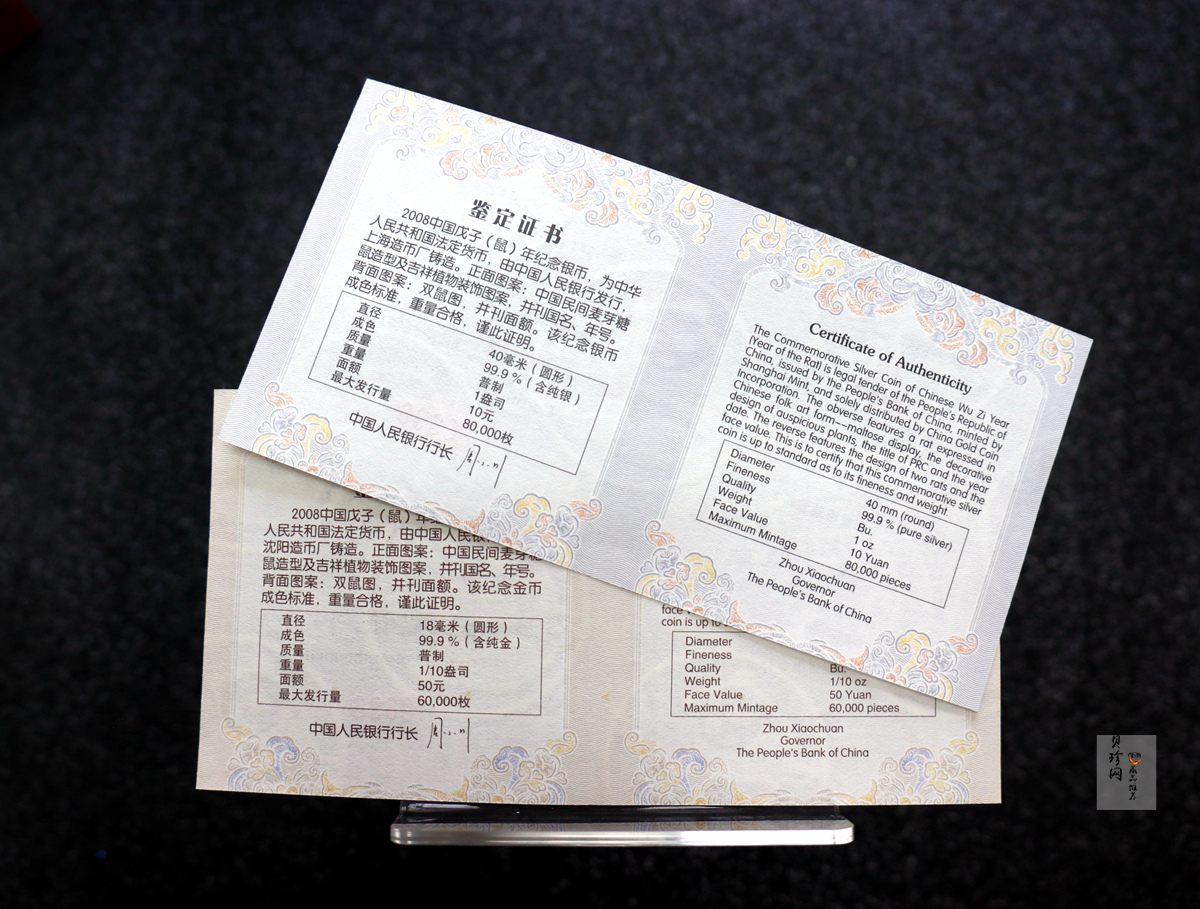 鉴定证书
2008中国戊子（鼠）年纪念银币，为中华
人民共和国法定货币，由中国人民银行发行，
上海造币厂铸造。正面图案：中国民间麦芽糖
鼠造型及吉祥植物装饰图案，并刊国名、年号。
背面图案：双鼠图，并刊面额。该纪念银币
成色标准，重量合格，谨此证明。
直径 40毫米（圆形）
成色 99.9％（含纯银）
质量 普制
重量 1盎司
面额 10元
最大发行量 80,000枚
中国人民银行行长
Certificate of Authenticity
The Commemorative Silver Coin of Chinese Wu Zi Year
(Year of the Rat) is legal tender of the People's Republic of
China, issued by the People's Bank of China, minted by
Shanghai Mint, and solely distributed by China Gold Coin
Incorporation. The obverse features a rat expressed in
Chinese folk art form––maltose display, the decorative
design of auspicious plants, the title of PRC and the year
date. The reverse features the design of two rats and the
face value. This is to certify that this commemorative silver
coin is up to standard as to its fineness and weight.
Diameter 40 mm (round)
Fineness 99.9 % (pure silver)
Quality Bu.
Weight 1 oz
Face Value 10 Yuan
Maximum Mintage 80,000 pieces
Zhou Xiaochuan
Governor
The People's Bank of China
2008中国戊子（鼠）年
人民共和国法定货币，由中国人民银
沈阳造币厂铸造。正面图案：中国民间麦芽
鼠造型及吉祥植物装饰图案，并刊国名、年号。
背面图案：双鼠图，并刊面额。该纪念金币
成色标准，重量合格，谨此证明。
直径 18毫米（圆形）
成色 99.9％（含纯金）
质量 普制
重量 1/10盎司
面额 50元
最大发行量 60,000枚
中国人民银行行长
face
coin is up to
Diameter
Fineness
Quality Bu.
Weight 1/10 oz
Face Value 50 Yuan
Maximum Mintage 60,000 pieces
Zhou Xiaochuan
Governor
The People's Bank of China
贝珍网